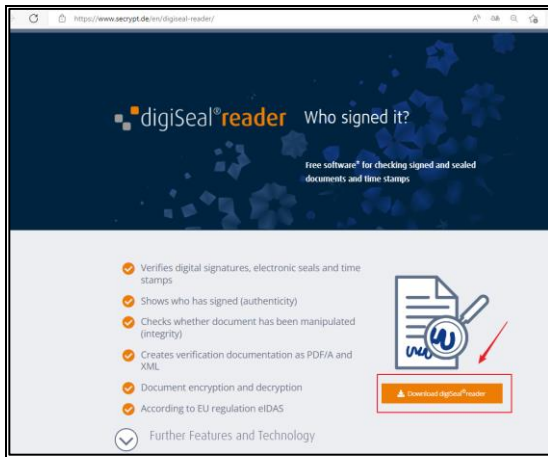 https://www.secrypt.de/en/digiseal-reader/
digiSeal®reader Who signed it?
Free software* for checking signed and sealed
documents and time stamps
Verifies digital signatures, electronic seals and time
stamps
Shows who has signed (authenticity)
Checks whether document has been manipulated
(integrity)
Creates verification documentation as PDF/A and
XML
Document encryption and decryption
According to EU regulation eIDAS
Download digiSeal®reader
Further Features and Technology